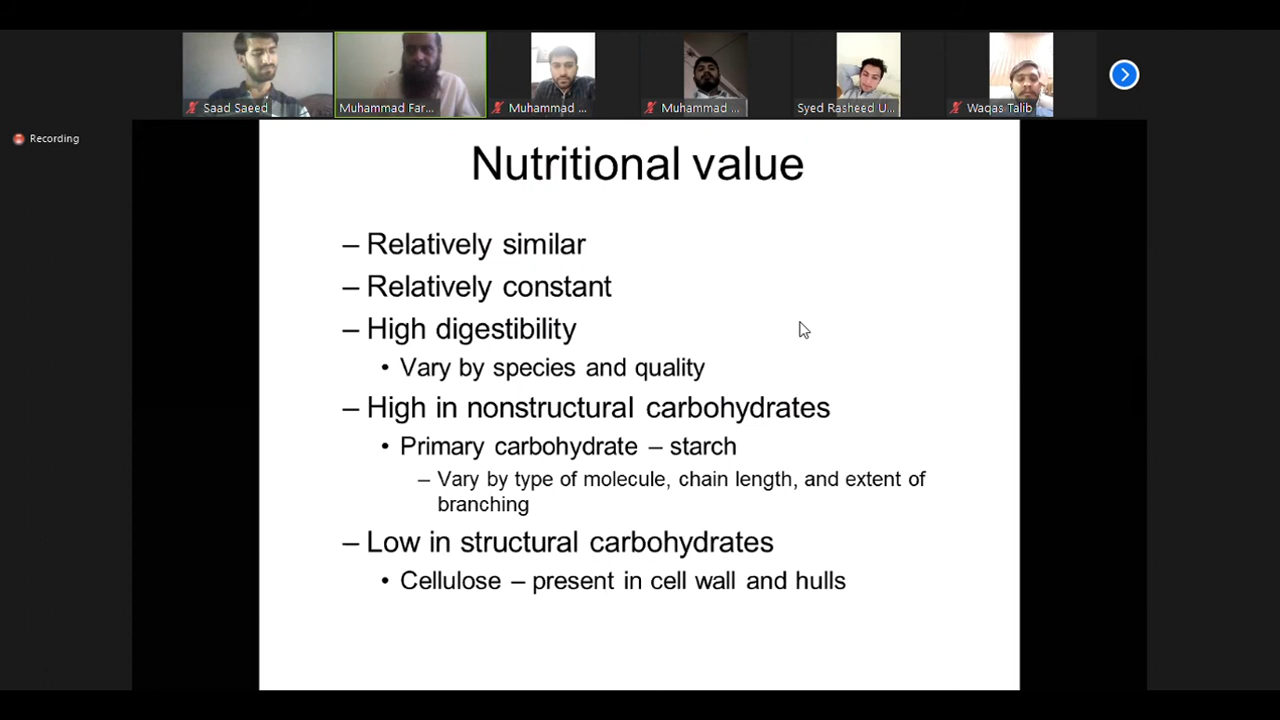 Saad Saeed
Muhammad Far...
Muhammad ...
Muhammad ...
Syed Rasheed U...
Waqas Talib
Recording
Nutritional value
– Relatively similar
– Relatively constant
– High digestibility
• Vary by species and quality
– High in nonstructural carbohydrates
• Primary carbohydrate – starch
– Vary by type of molecule, chain length, and extent of
branching
– Low in structural carbohydrates
• Cellulose – present in cell wall and hulls